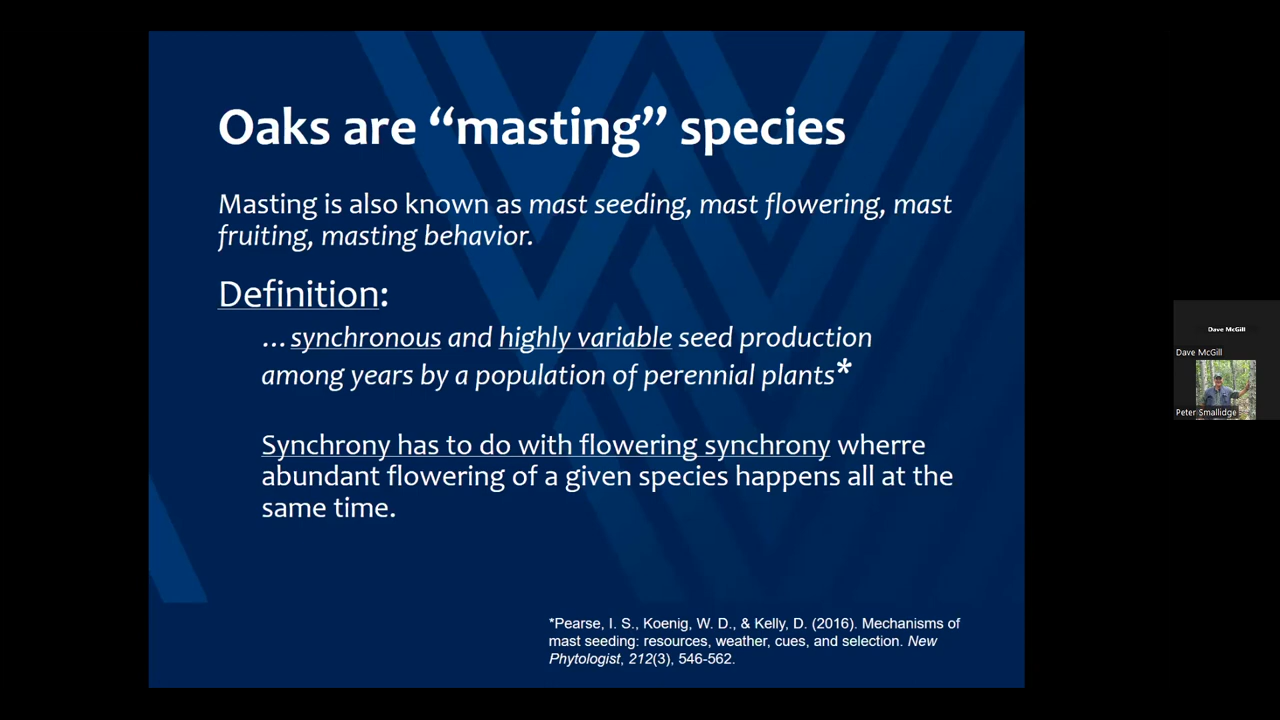 Oaks are “masting” species
Masting is also known as mast seeding, mast flowering, mast
fruiting, masting behavior.
Definition:
...synchronous and highly variable seed production
among years by a population of perennial plants*
Synchrony has to do with flowering synchrony wherre
abundant flowering of a given species happens all at the
same time.
*Pearse, I. S., Koenig, W. D., & Kelly, D. (2016). Mechanisms of
mast seeding: resources, weather, cues, and selection. New
Phytologist, 212(3), 546-562.
Dave McGill
Dave McGill
Peter Smallidge